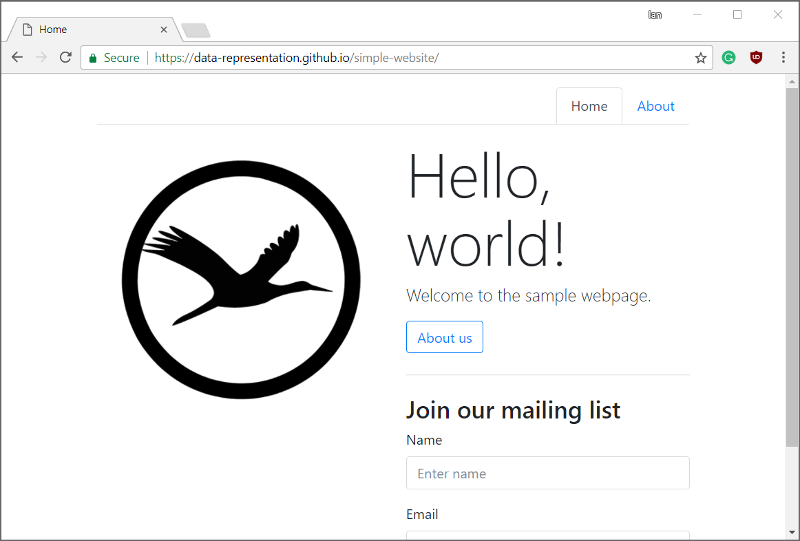 Ian
Home
Secure https://data-representation.github.io/simple-website/
Home About
Hello,
world!
Welcome to the sample webpage.
About us
Join our mailing list
Name
Enter name
Email